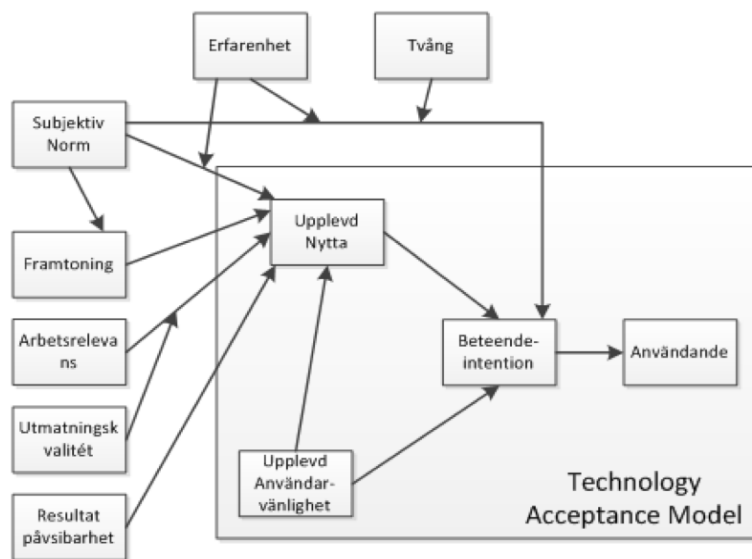 Erfarenhet
Tvång
Subjektiv
Norm
Upplevd
Nytta
Framtoning
Arbetsreleva
ns
Beteende-
intention
Användande
Utmatningsk
valitét
Upplevd
Användar-
vänlighet
Resultat
påvsibarhet
Technology
Acceptance Model